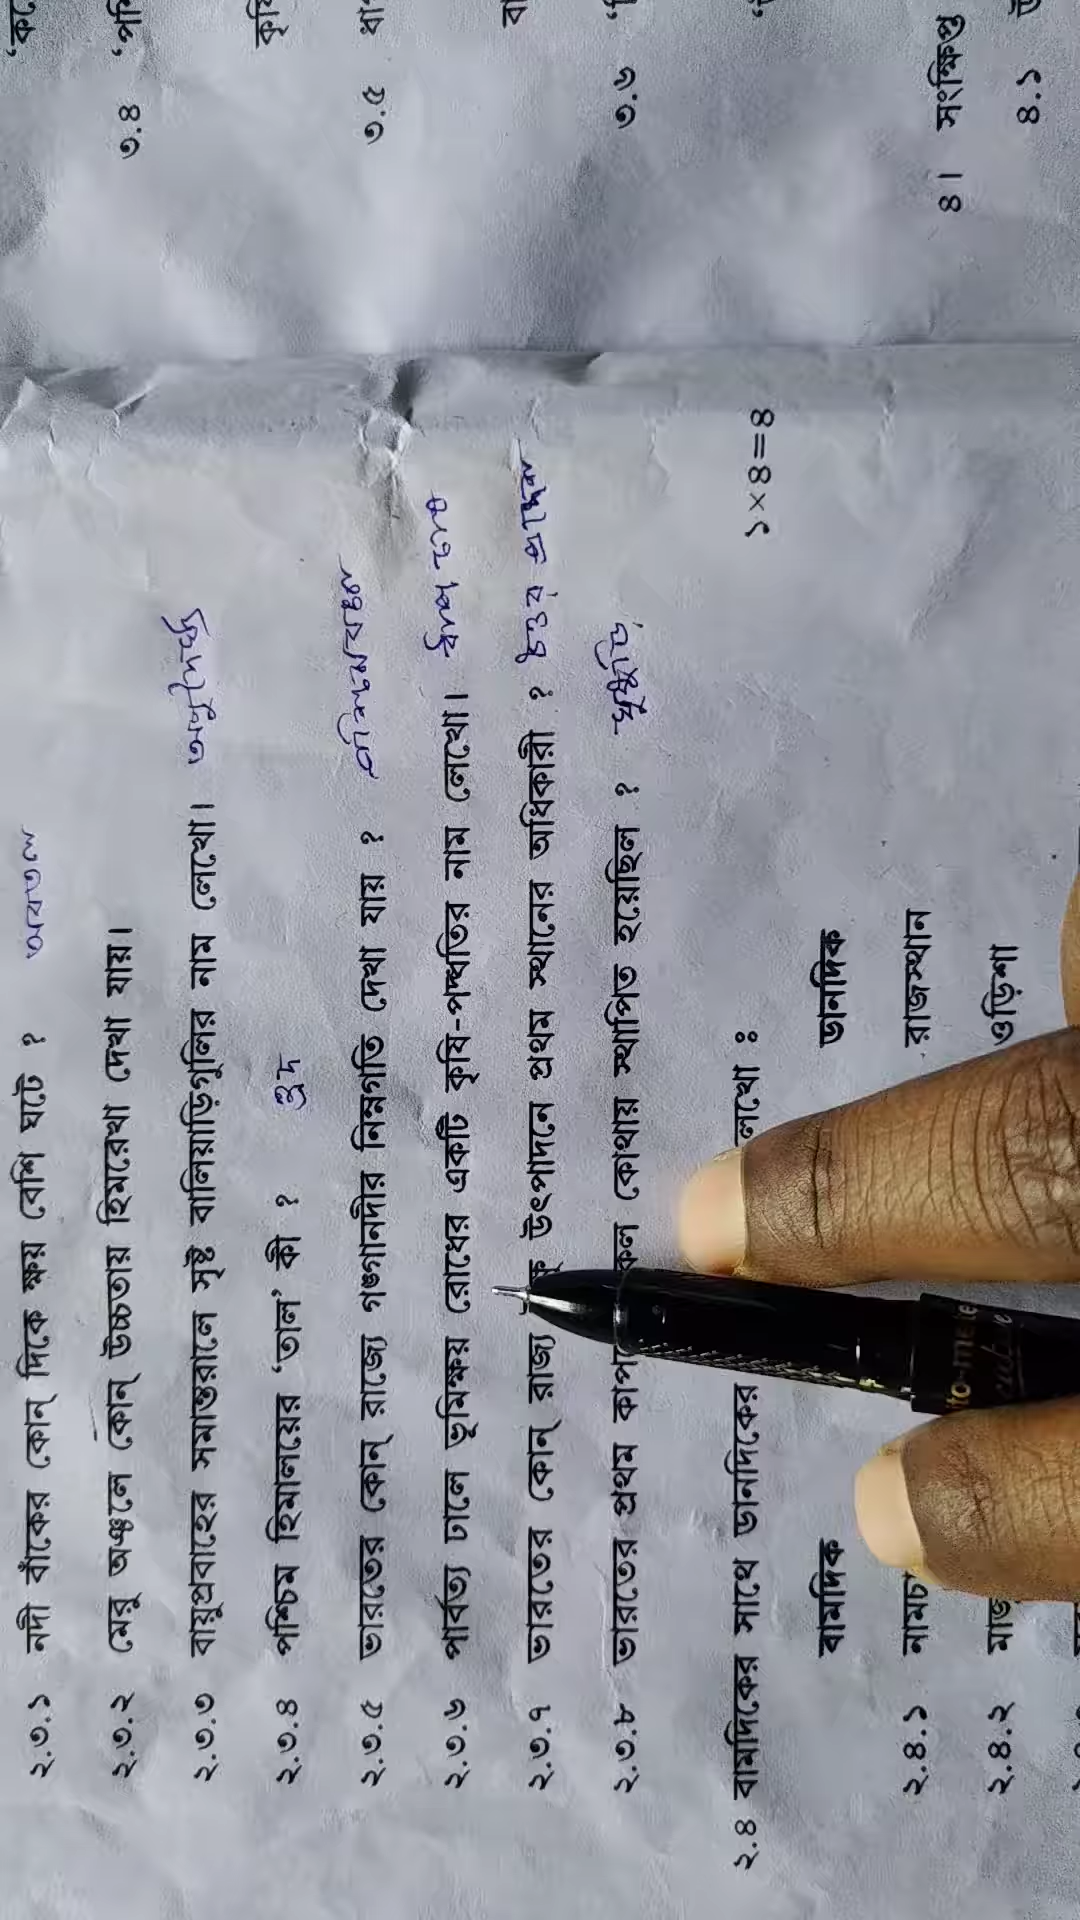 ২.৩.১ নদী বাঁকের কোন্ দিকে ক্ষয় বেশি ঘটে ? অবতল
২.৩.২ মেরু অঞ্চলে কোন্ উচ্চতায় হিমরেখা দেখা যায়।
২.৩.৩ বায়ুপ্রবাহের সমান্তরালে সৃষ্ট বালিয়াড়িগুলির নাম লেখো। অনুদৈর্ঘ্য
২.৩.৪ পশ্চিম হিমালয়ের ‘তাল’ কী ? হ্রদ
২.৩.৫ ভারতের কোন্ রাজ্যে গঙ্গানদীর নিম্নগতি দেখা যায় ?
২.৩.৬ পার্বত্য ঢালে ভূমিক্ষয় রোধের একটি কৃষি-পদ্ধতির নাম লেখো। ধাপ চাষ
২.৩.৭ ভারতের কোন্ রাজ্য উৎপাদনে প্রথম স্থানের অধিকারী ? উত্তর প্রদেশ
২.৩.৮ ভারতের প্রথম কাপ কল কোথায় স্থাপিত হয়েছিল ? ঘুষুড়ি
২.৪ বামদিকের সাথে ডানদিকের লেখো : ১×৪=৪
বামদিক ডানদিক
২.৪.১ রাজস্থান
২.৪.২ ওড়িশা
৩.৪
৩.৫
৩.৬
৪। সংক্ষিপ্ত
৪.১